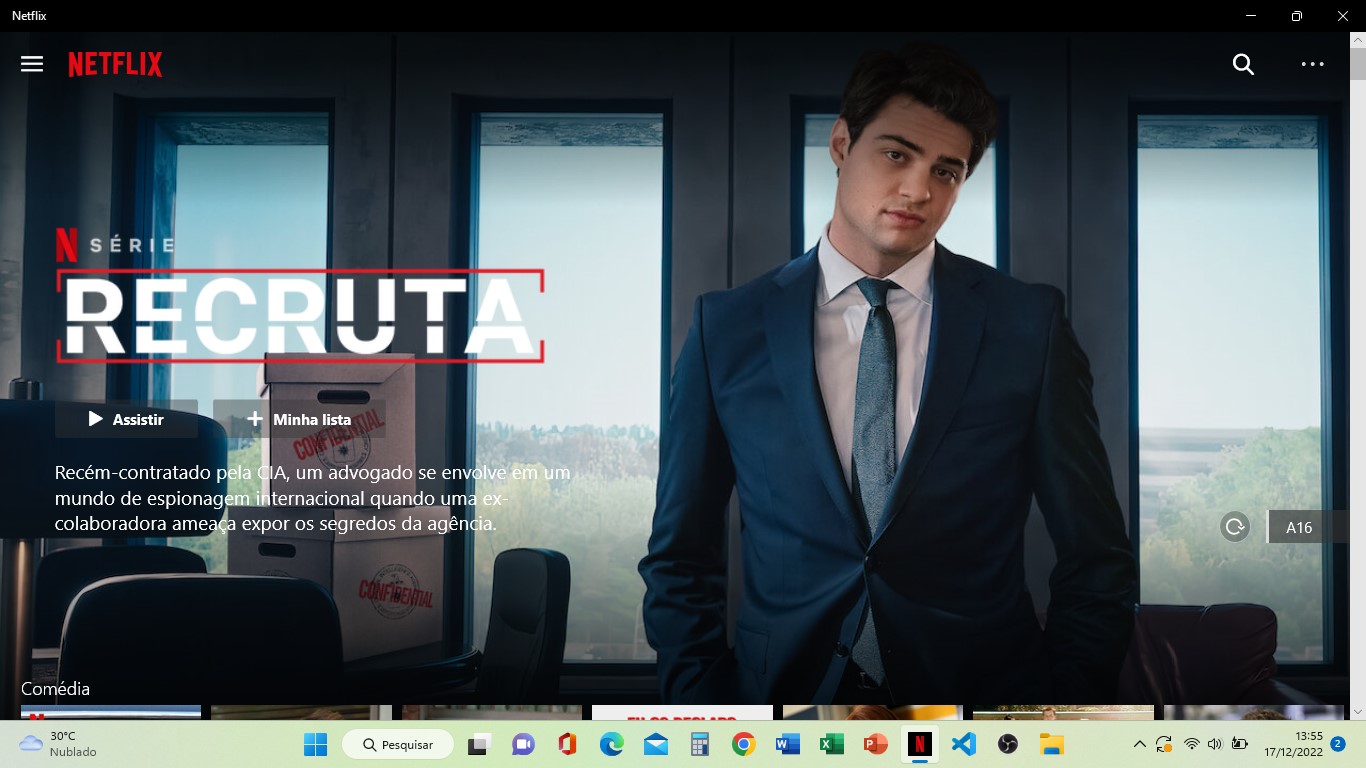 Netflix
NETFLIX
N SÉRIE
RECRUTA
Assistir
Minha lista
CONFIDENTIAL
Recém-contratado pela CIA, um advogado se envolve em um
mundo de espionagem internacional quando uma ex-
colaboradora ameaça expor os segredos da agência.
A16
CONFIDENTIAL
Comédia
30°C
Nublado
Pesquisar
13:55
17/12/2022
2